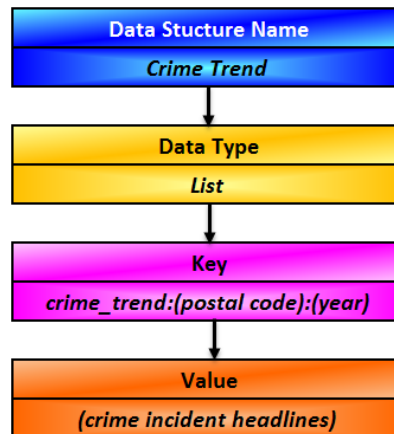 Data Stucture Name
Crime Trend
Data Type
List
Key
crime_trend:(postal code):(year)
Value
(crime incident headlines)